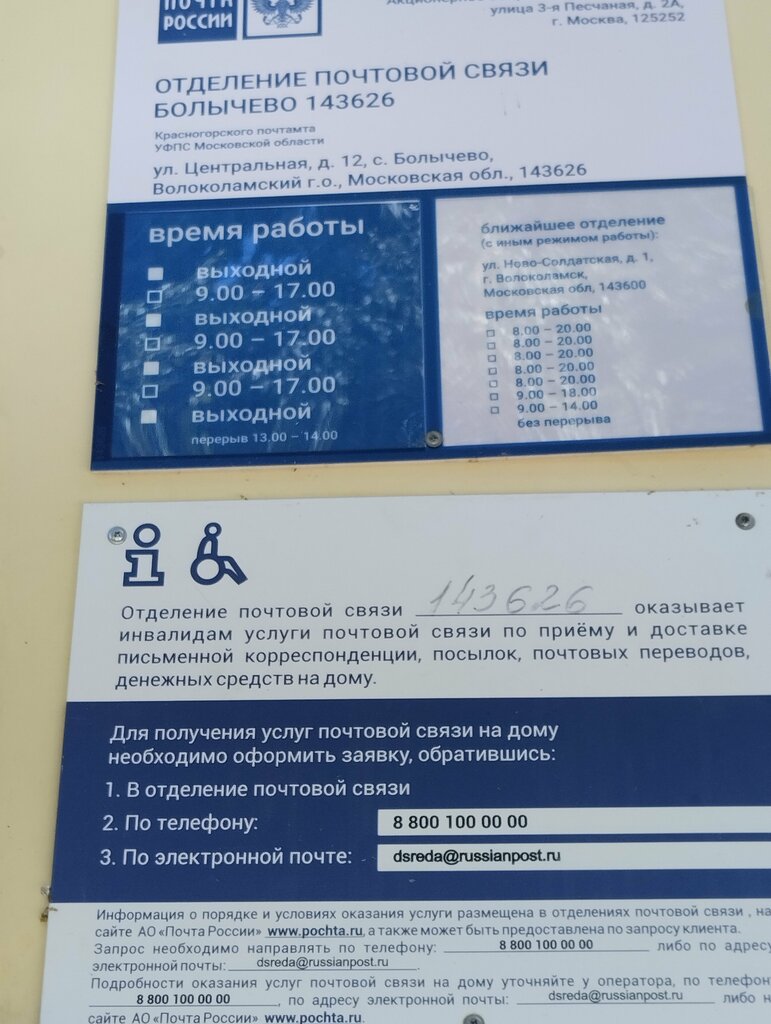 ПОЧТА
РОССИИ
улица 3-я Песчаная, д. 2А,
г. Москва, 125252
ОТДЕЛЕНИЕ ПОЧТОВОЙ СВЯЗИ
БОЛЫЧЕВО 143626
Красногорского почтамта
УФПС Московской области
ул. Центральная, д. 12, с. Болычево,
Волоколамский г.о., Московская обл., 143626
время работы
выходной
9.00 – 17.00
выходной
9.00 – 17.00
выходной
9.00 – 17.00
выходной
перерыв 13.00 – 14.00
ближайшее отделение
(с иным режимом работы):
ул. Ново-Солдатская, д. 1,
г. Волоколамск,
Московская обл, 143600
время работы
8.00 – 20.00
8.00 – 20.00
8.00 – 20.00
8.00 – 20.00
8.00 – 20.00
9.00 – 18.00
9.00 – 14.00
без перерыва
Отделение почтовой связи 143626 оказывает
инвалидам услуги почтовой связи по приёму и доставке
письменной корреспонденции, посылок, почтовых переводов,
денежных средств на дому.
Для получения услуг почтовой связи на дому
необходимо оформить заявку, обратившись:
1. В отделение почтовой связи
2. По телефону: 8 800 100 00 00
3. По электронной почте: dsreda@russianpost.ru
Информация о порядке и условиях оказания услуги размещена в отделениях почтовой связи , на
сайте АО «Почта России» www.pochta.ru, а также может быть предоставлена по запросу клиента.
Запрос необходимо направлять по телефону: 8 800 100 00 00 либо по адресу
электронной почты: dsreda@russianpost.ru.
Подробности оказания услуг почтовой связи на дому уточняйте у оператора, по телефон
8 800 100 00 00, по адресу электронной почты: dsreda@russianpost.ru либо н
сайте АО «Почта России» www.pochta.ru.